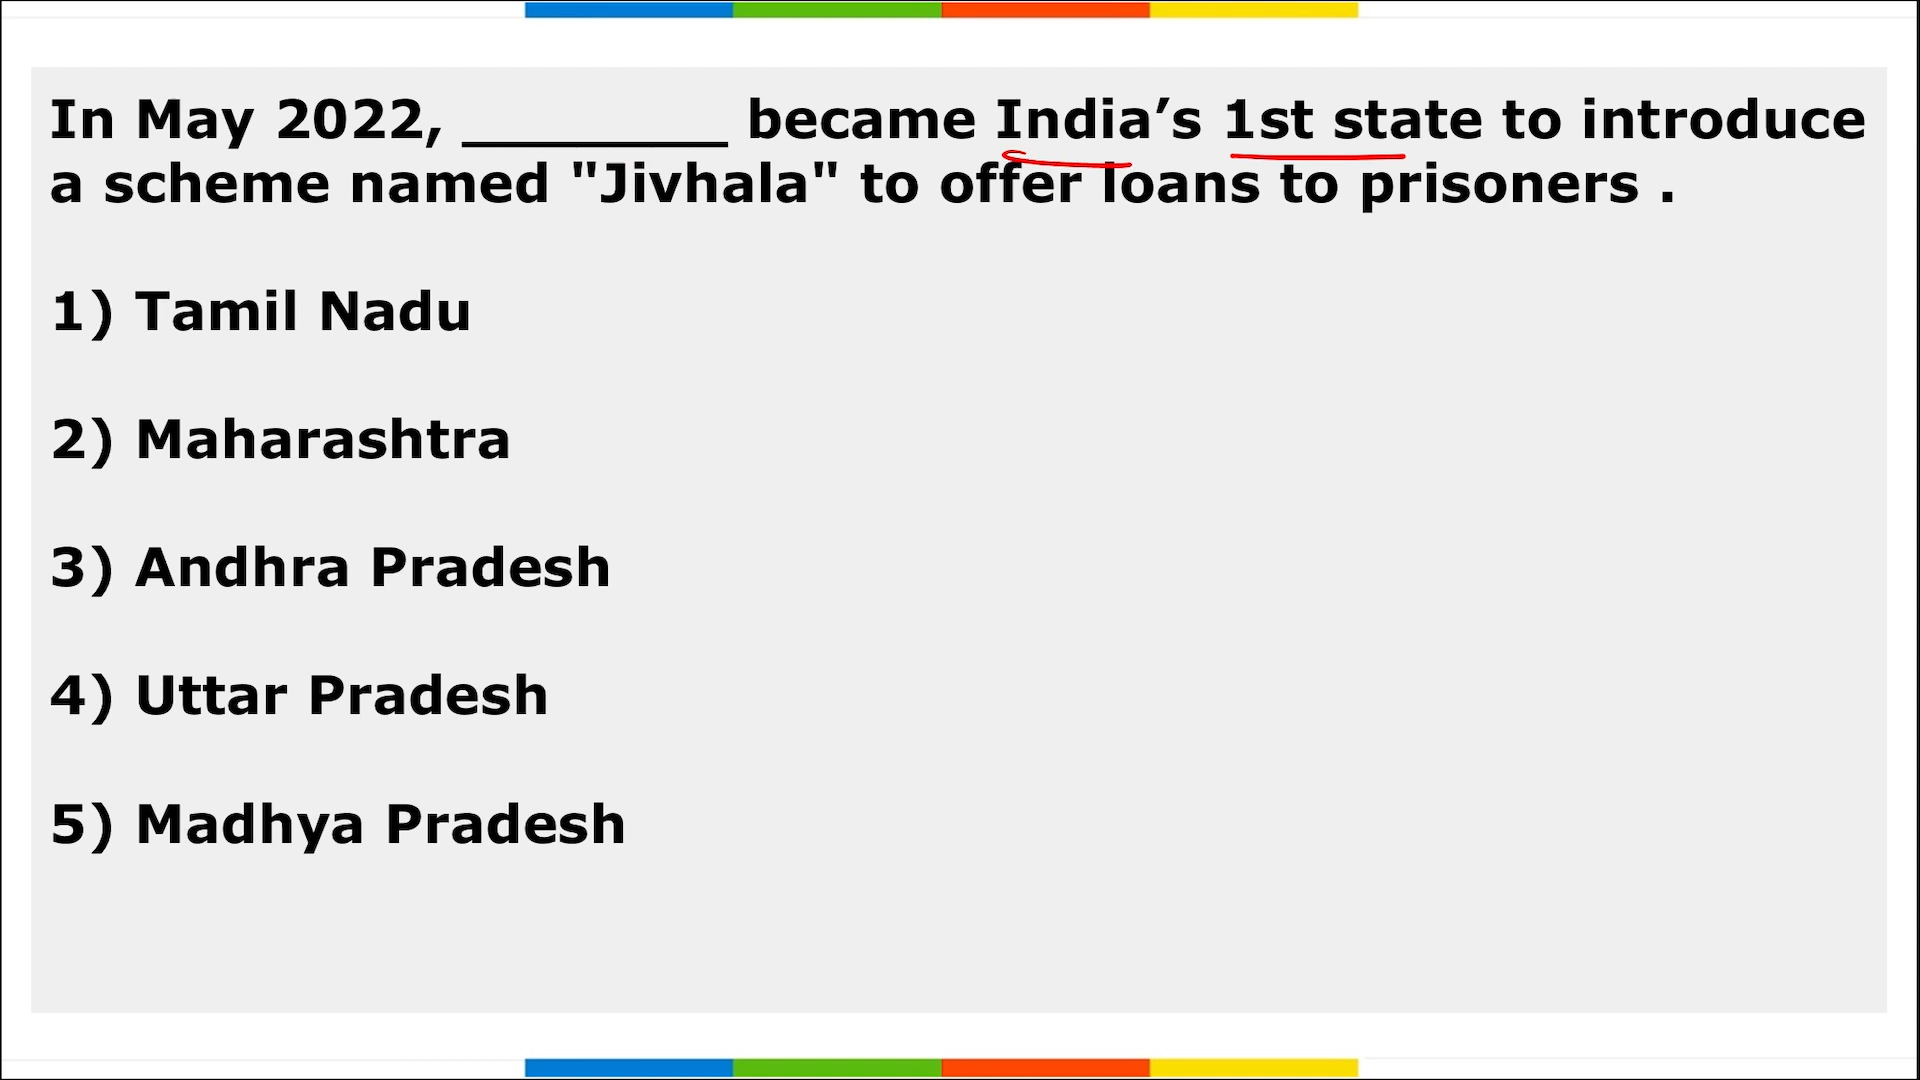 In May 2022, __________ became India’s 1st state to introduce
a scheme named "Jivhala" to offer loans to prisoners .
1) Tamil Nadu
2) Maharashtra
3) Andhra Pradesh
4) Uttar Pradesh
5) Madhya Pradesh